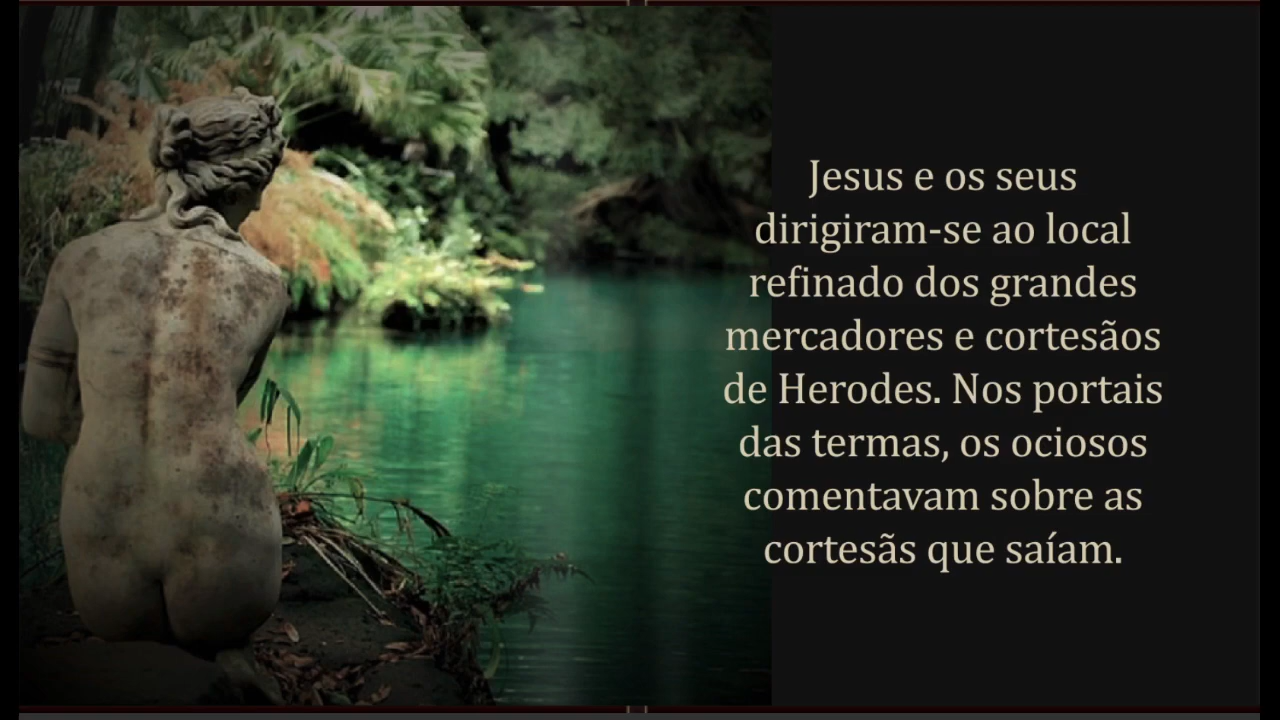 Jesus e os seus
dirigiram-se ao local
refinado dos grandes
mercadores e cortesãos
de Herodes. Nos portais
das termas, os ociosos
comentavam sobre as
cortesãs que saíam.